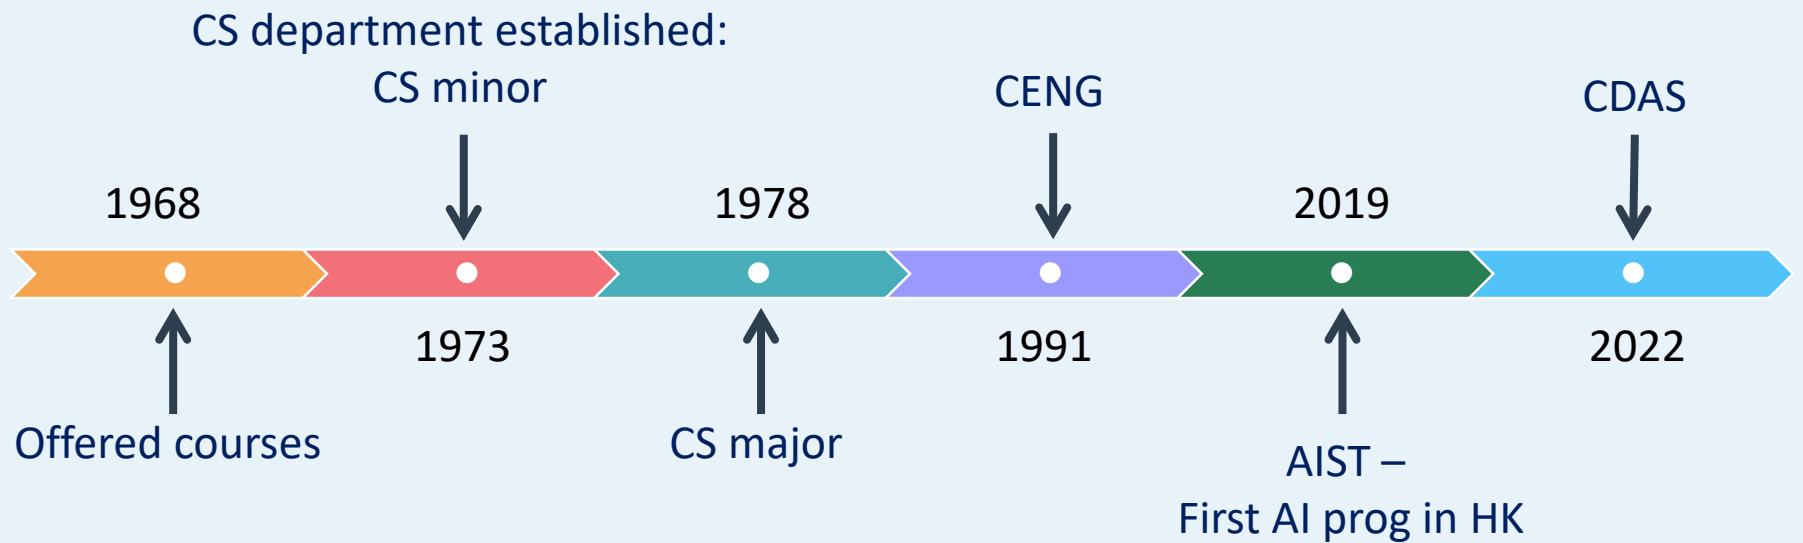 CS department established:
CS minor
CENG
CDAS
1968
1978
2019
1973
1991
2022
Offered courses
CS major
AIST –
First AI prog in HK